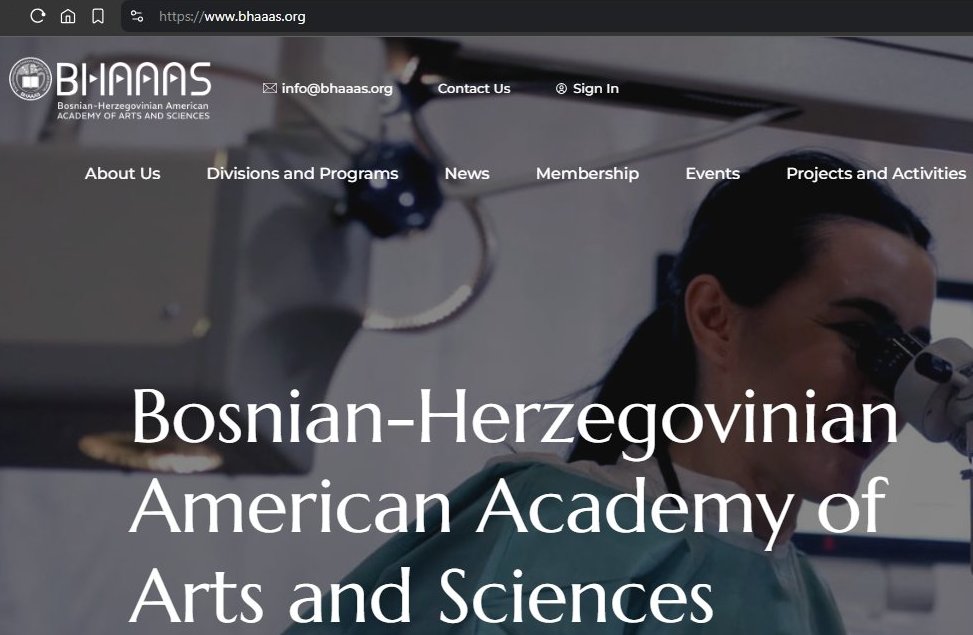 https://www.bhaaas.org
BHAAAS
Bosnian-Herzegovinian American
ACADEMY OF ARTS AND SCIENCES
info@bhaaas.org
Contact Us
Sign In
About Us
Divisions and Programs
News
Membership
Events
Projects and Activities
Bosnian-Herzegovinian
American Academy of
Arts and Sciences